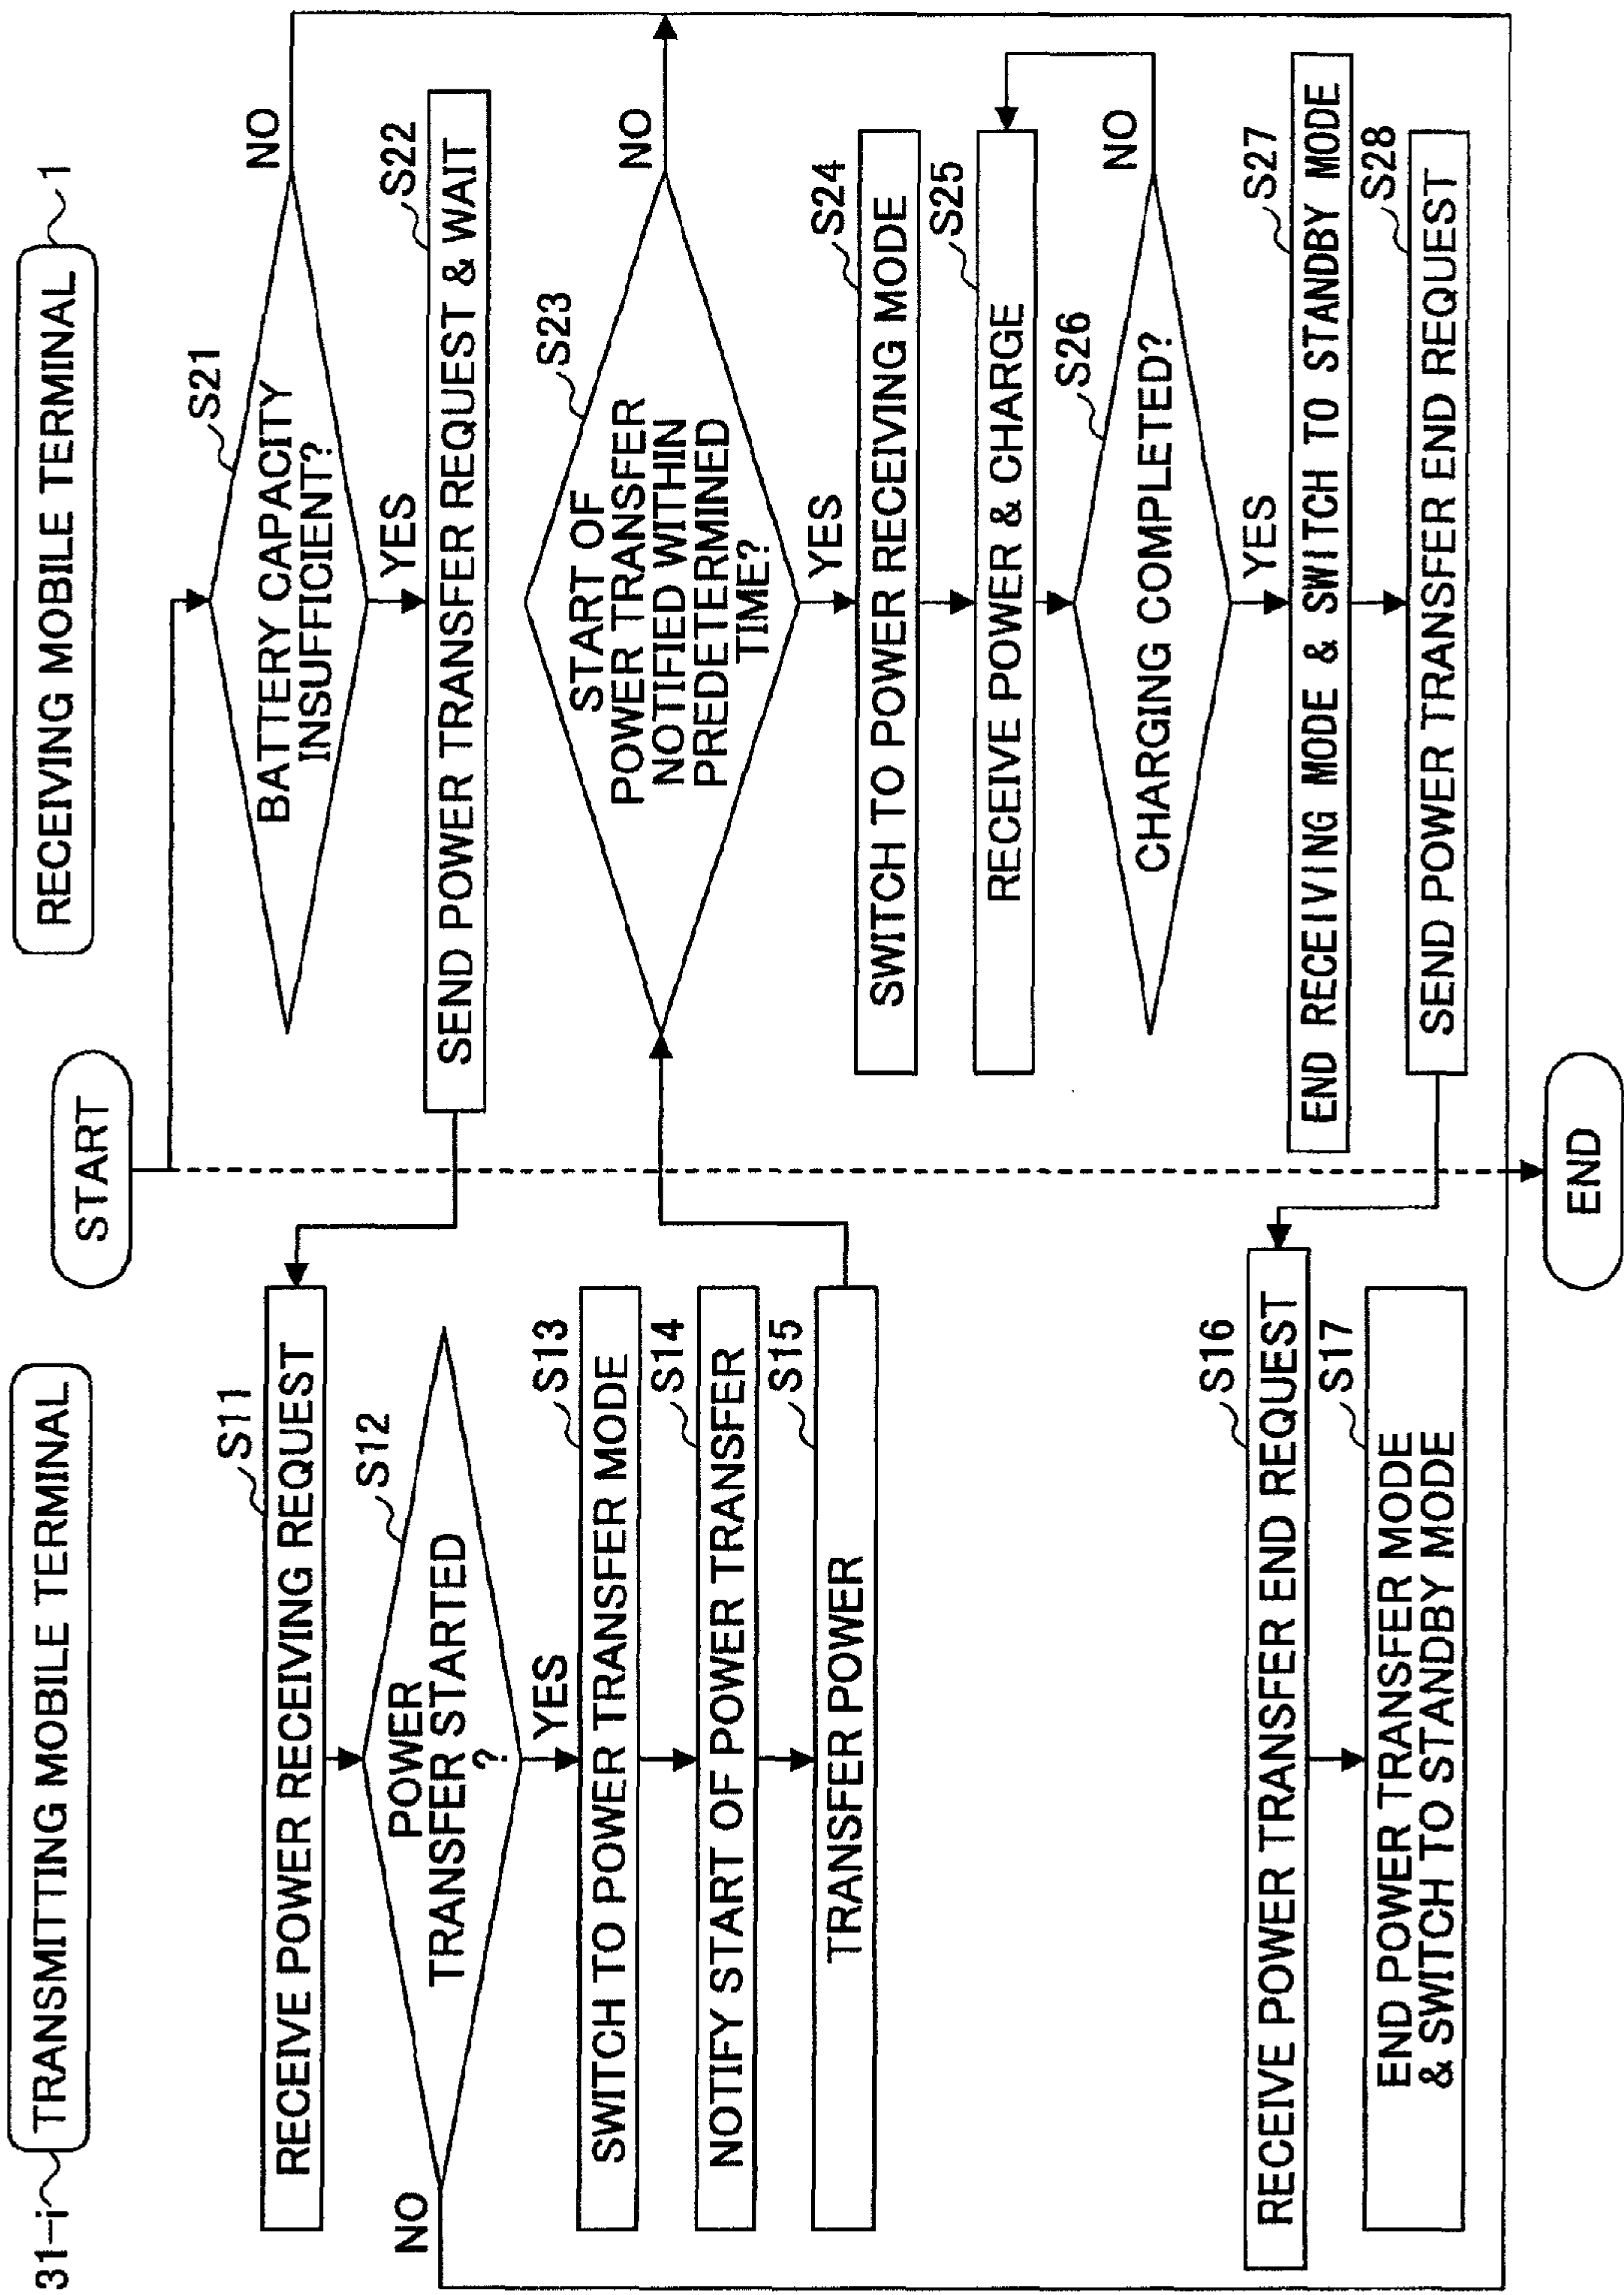 31-i
TRANSMITTING MOBILE TERMINAL
START
RECEIVING MOBILE TERMINAL
1
S11
RECEIVE POWER RECEIVING REQUEST
S12
POWER
TRANSFER STARTED
?
NO
YES
S13
SWITCH TO POWER TRANSFER MODE
S14
NOTIFY START OF POWER TRANSFER
S15
TRANSFER POWER
S16
RECEIVE POWER TRANSFER END REQUEST
S17
END POWER TRANSFER MODE
& SWITCH TO STANDBY MODE
S21
BATTERY CAPACITY
INSUFFICIENT?
NO
YES
S22
SEND POWER TRANSFER REQUEST & WAIT
S23
START OF
POWER TRANSFER
NOTIFIED WITHIN
PREDETERMINED
TIME?
NO
YES
S24
SWITCH TO POWER RECEIVING MODE
S25
RECEIVE POWER & CHARGE
S26
CHARGING COMPLETED?
NO
YES
S27
END RECEIVING MODE & SWITCH TO STANDBY MODE
S28
SEND POWER TRANSFER END REQUEST
END